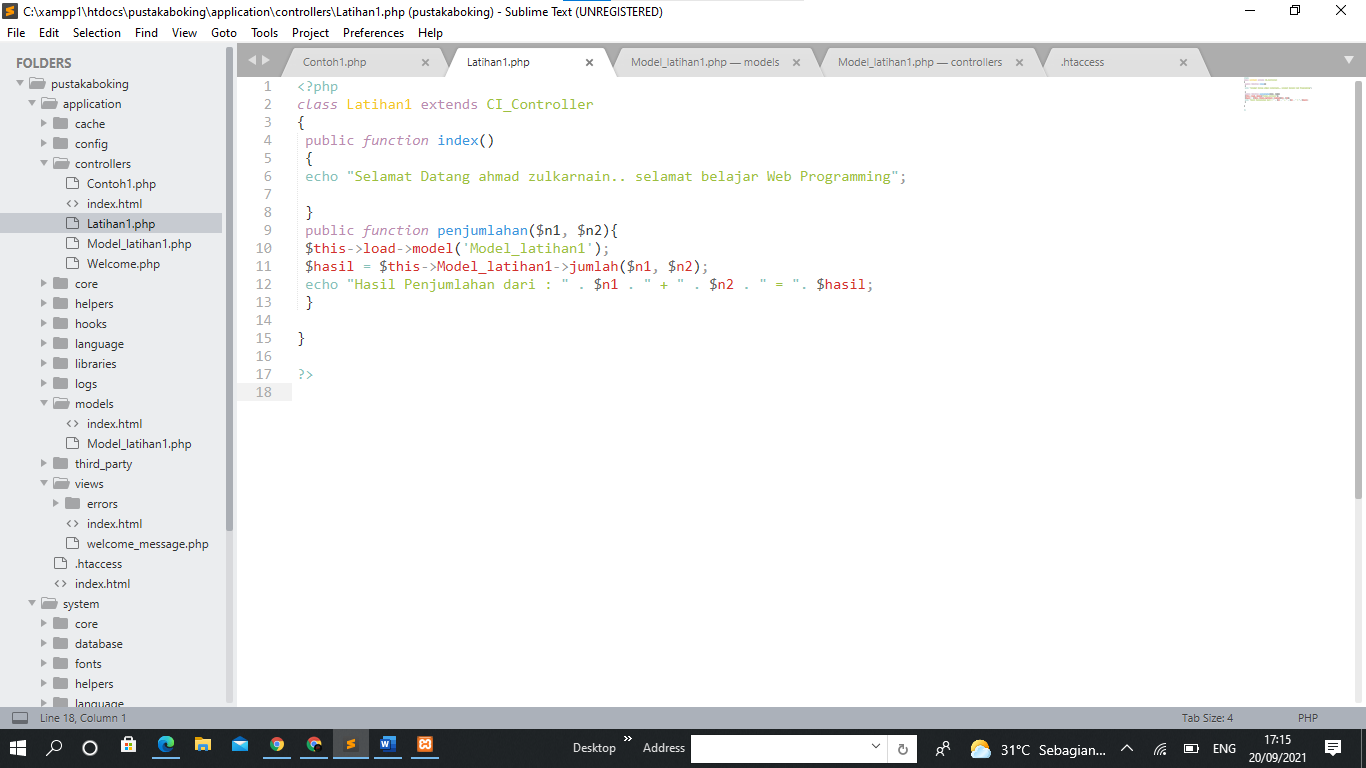 C:\xampp1\htdocs\pustakaboking\application\controllers\Latihan1.php (pustakaboking) - Sublime Text (UNREGISTERED)
File Edit Selection Find View Goto Tools Project Preferences Help
FOLDERS
pustakaboking
application
cache
config
controllers
Contoh1.php
index.html
Latihan1.php
Model_latihan1.php
Welcome.php
core
helpers
hooks
language
libraries
logs
models
index.html
Model_latihan1.php
third_party
views
errors
index.html
welcome_message.php
.htaccess
index.html
system
core
database
fonts
helpers
language
Contoh1.php Latihan1.php Model_latihan1.php — models Model_latihan1.php — controllers .htaccess
1 <?php
2 class Latihan1 extends CI_Controller
3 {
4 public function index()
5 {
6 echo "Selamat Datang ahmad zulkarnain.. selamat belajar Web Programming";
7
8 }
9 public function penjumlahan($n1, $n2){
10 $this->load->model('Model_latihan1');
11 $hasil = $this->Model_latihan1->jumlah($n1, $n2);
12 echo "Hasil Penjumlahan dari : " . $n1 . " + " . $n2 . " = ". $hasil;
13 }
14
15 }
16
17 ?>
18
Line 18, Column 1 Tab Size: 4 PHP
Desktop Address 31°C Sebagian... ENG 17:15
20/09/2021